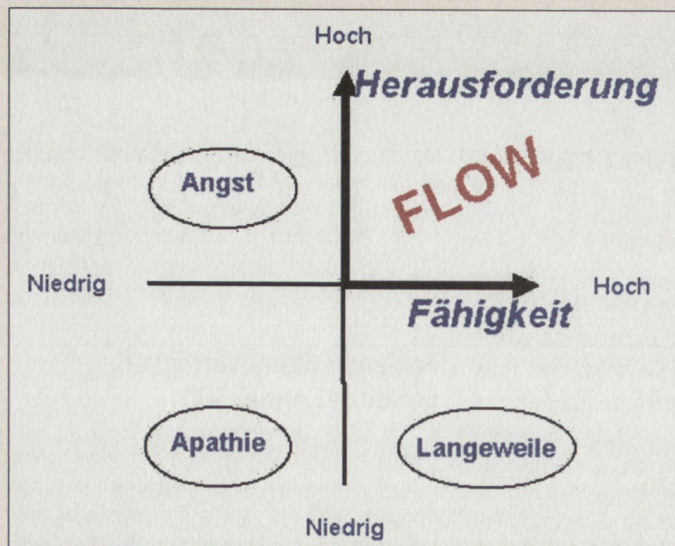 Hoch
Herausforderung
FLOW
Angst
Niedrig
Hoch
Fähigkeit
Apathie
Langeweile
Niedrig